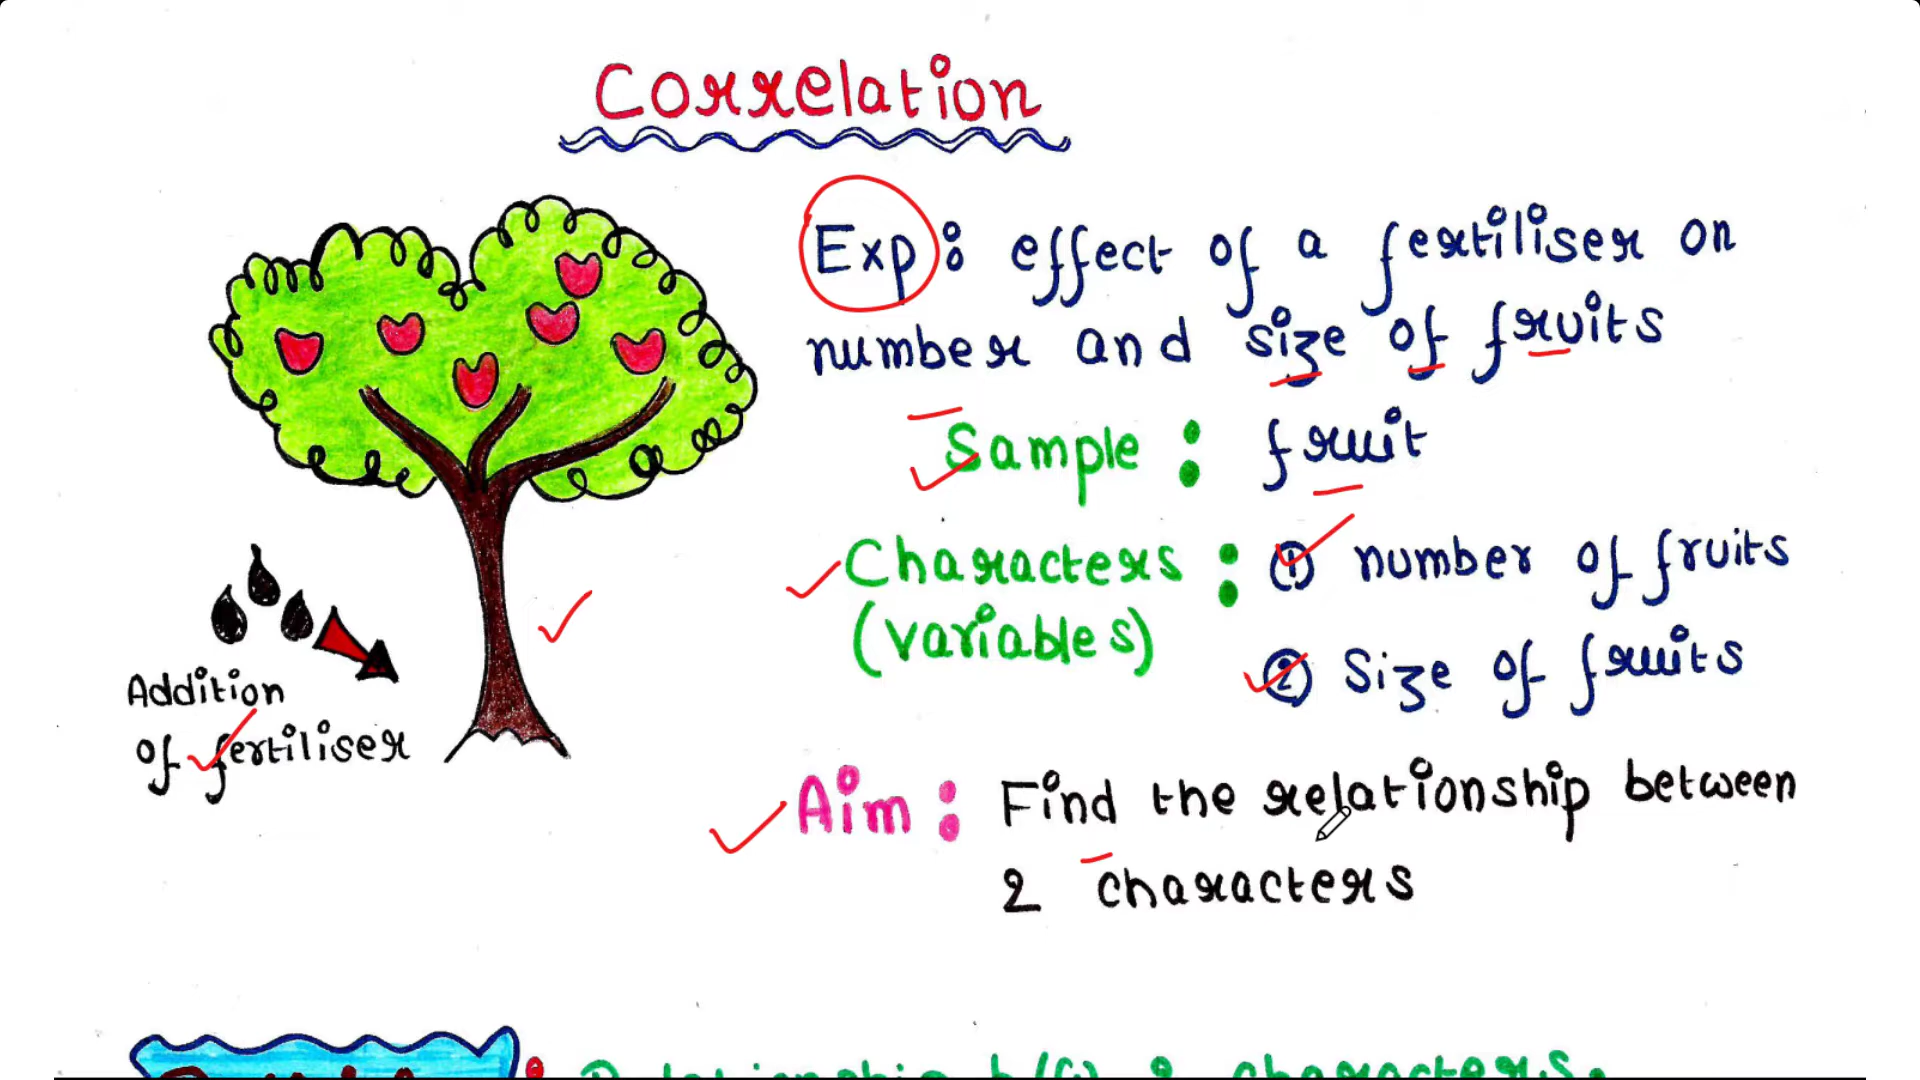 Correlation
Exp: effect of a fertiliser on
number and size of fruits
Sample : fruit
Characters : ① number of fruits
(variables)
② Size of fruits
Addition
of fertiliser
Aim : Find the relationship between
2 characters